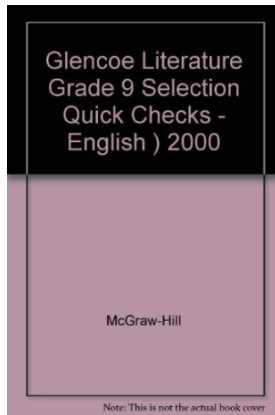 Glencoe Literature
Grade 9 Selection
Quick Checks -
English ) 2000
McGraw-Hill
Note: This is not the actual book cover